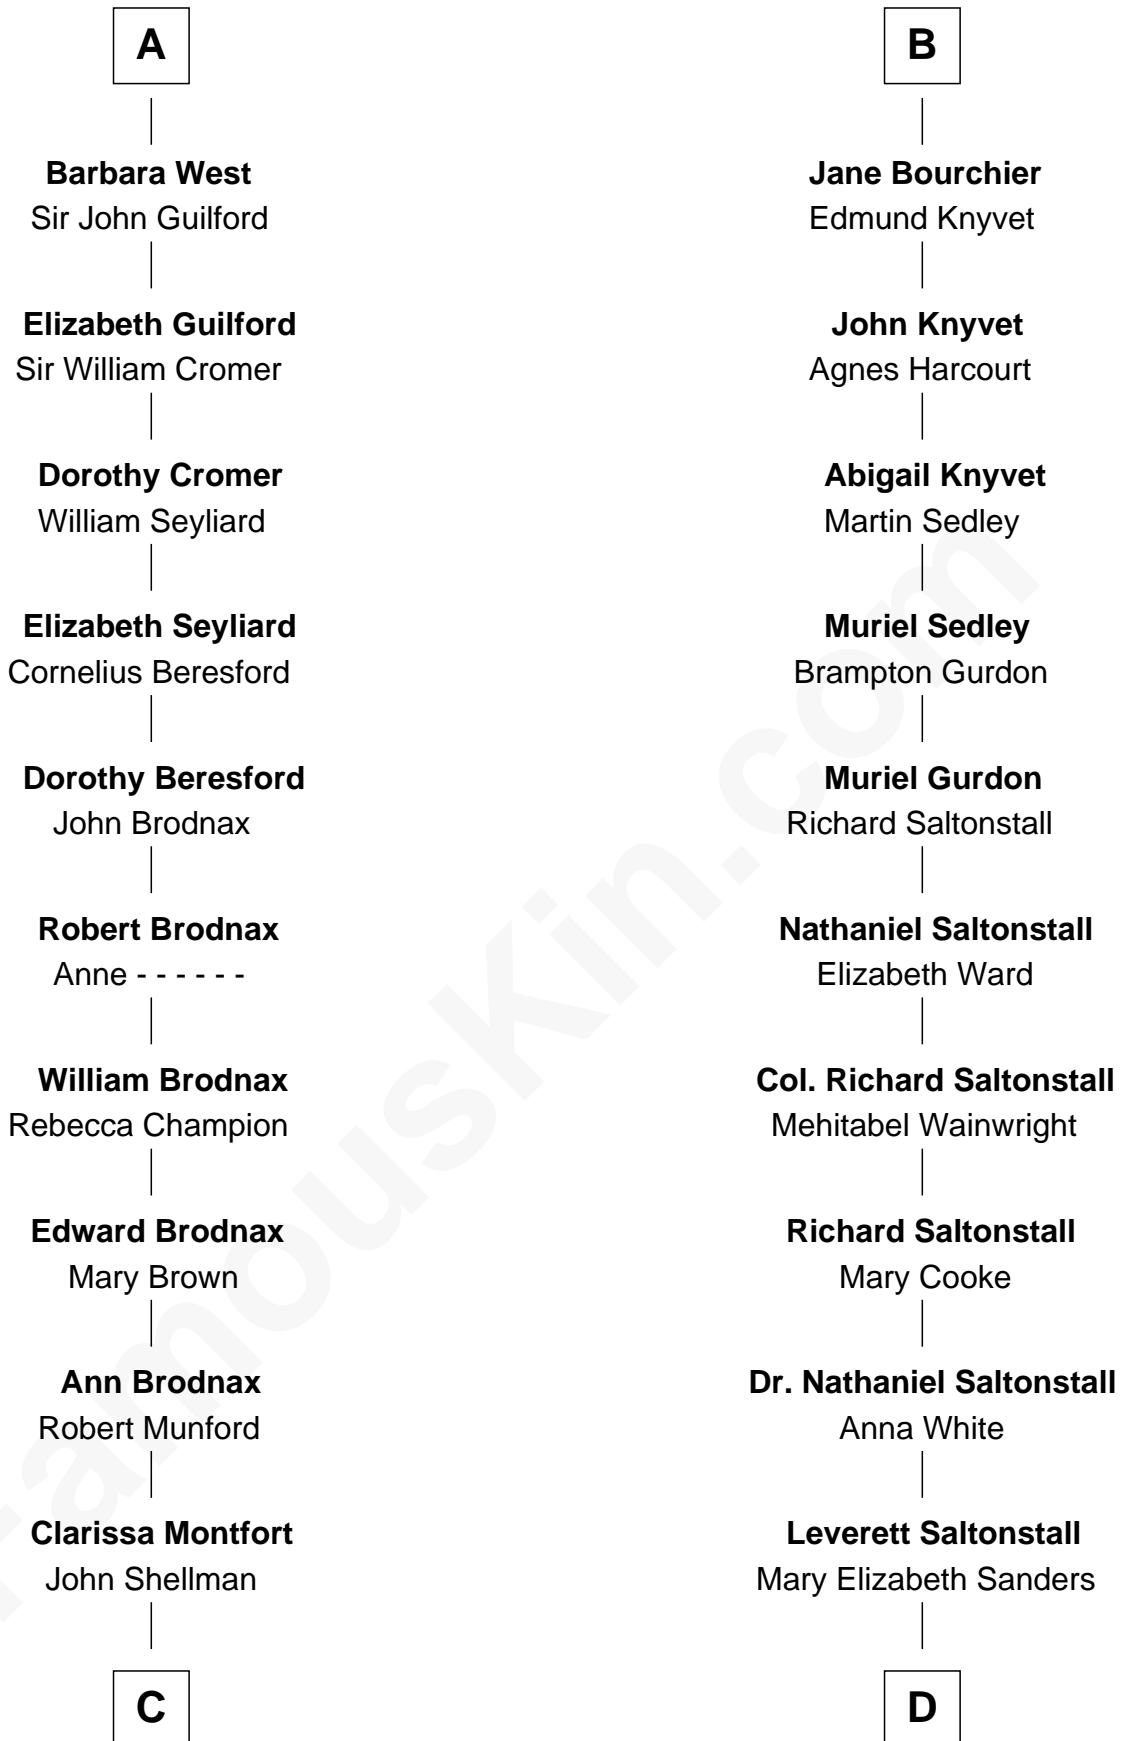 A
Barbara West
Sir John Guilford
Elizabeth Guilford
Sir William Cromer
Dorothy Cromer
William Seyliard
Elizabeth Seyliard
Cornelius Beresford
Dorothy Beresford
John Brodnax
Robert Brodnax
Anne - - - - - -
William Brodnax
Rebecca Champion
Edward Brodnax
Mary Brown
Ann Brodnax
Robert Munford
Clarissa Montfort
John Shellman
C
B
Jane Bourchier
Edmund Knyvet
John Knyvet
Agnes Harcourt
Abigail Knyvet
Martin Sedley
Muriel Sedley
Brampton Gurdon
Muriel Gurdon
Richard Saltonstall
Nathaniel Saltonstall
Elizabeth Ward
Col. Richard Saltonstall
Mehitabel Wainwright
Richard Saltonstall
Mary Cooke
Dr. Nathaniel Saltonstall
Anna White
Leverett Saltonstall
Mary Elizabeth Sanders
D
FamousKin.com